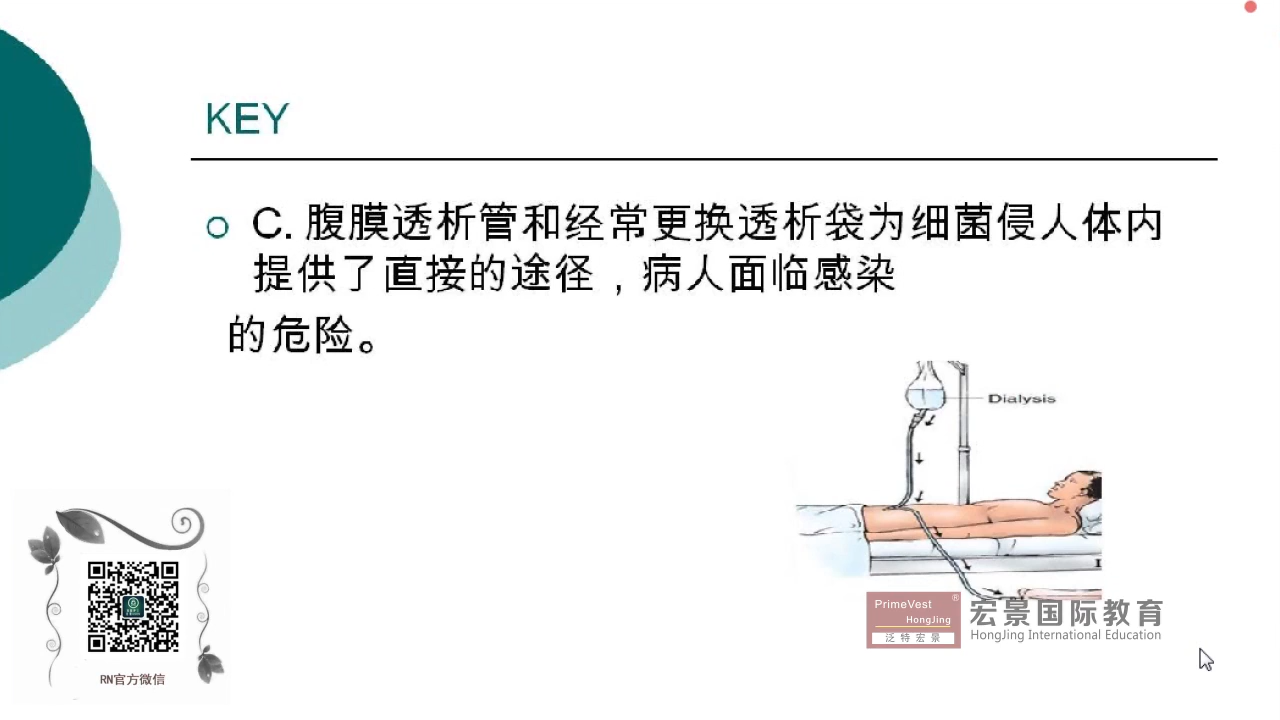 KEY
C. 腹膜透析管和经常更换透析袋为细菌侵人体内
提供了直接的途径，病人面临感染
的危险。
Dialysis
PrimeVest ®
HongJing
泛特宏景
宏景国际教育
HongJing International Education
RN官方微信